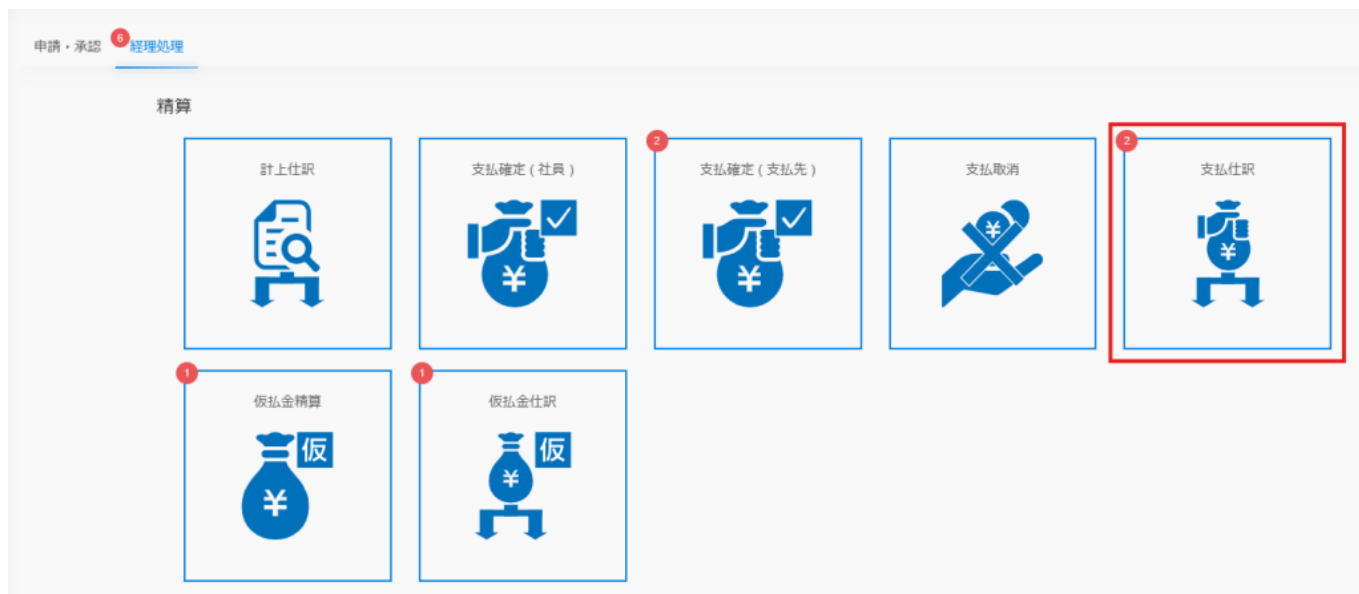 申請・承認 6 経理処理
精算
計上仕訳
支払確定（社員）
2
支払確定（支払先）
支払取消
2
支払仕訳
¥
¥
¥
¥
1
仮払金精算
1
仮払金仕訳
仮
¥
仮
¥